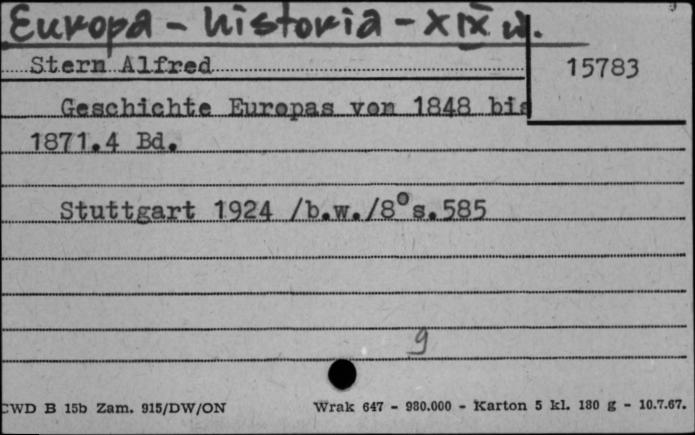 Europa - historia - XIX w.
Stern Alfred
15783
Geschichte Europas von 1848 bis
1871.4 Bd.
Stuttgart 1924 /b.w./8° s.585
g
CWD B 15b Zam. 915/DW/ON
Wrak 647 - 980.000 - Karton 5 kl. 180 g - 10.7.67.